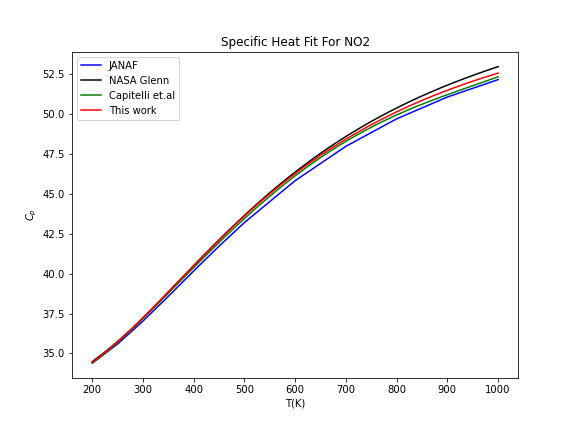 Specific Heat Fit For NO2
JANAF
NASA Glenn
Capitelli et.al
This work
52.5
50.0
47.5
45.0
42.5
40.0
37.5
35.0
Cp
200 300 400 500 600 700 800 900 1000
T(K)